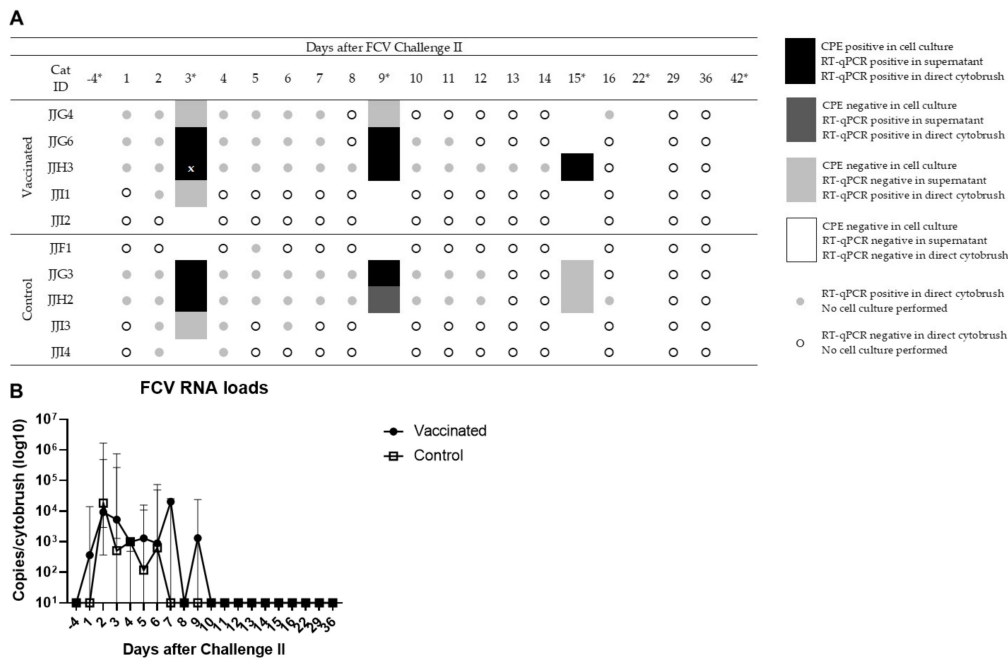 A
Days after FCV Challenge II
Cat ID -4* 1 2 3* 4 5 6 7 8 9* 10 11 12 13 14 15* 16 22* 29 36 42*
Vaccinated
JJG4
JJG6
JJH3 x
JJI1
JJI2
Control
JJF1
JJG3
JJH2
JJI3
JJI4
CPE positive in cell culture
RT-qPCR positive in supernatant
RT-qPCR positive in direct cytobrush
CPE negative in cell culture
RT-qPCR positive in supernatant
RT-qPCR positive in direct cytobrush
CPE negative in cell culture
RT-qPCR negative in supernatant
RT-qPCR positive in direct cytobrush
CPE negative in cell culture
RT-qPCR negative in supernatant
RT-qPCR negative in direct cytobrush
RT-qPCR positive in direct cytobrush
No cell culture performed
RT-qPCR negative in direct cytobrush
No cell culture performed
B
FCV RNA loads
Copies/cytobrush (log10)
10⁷
10⁶
10⁵
10⁴
10³
10²
10¹
-4 1 2 3 4 5 6 7 8 9 10 11 12 13 14 15 16 22 29 36
Days after Challenge II
Vaccinated
Control